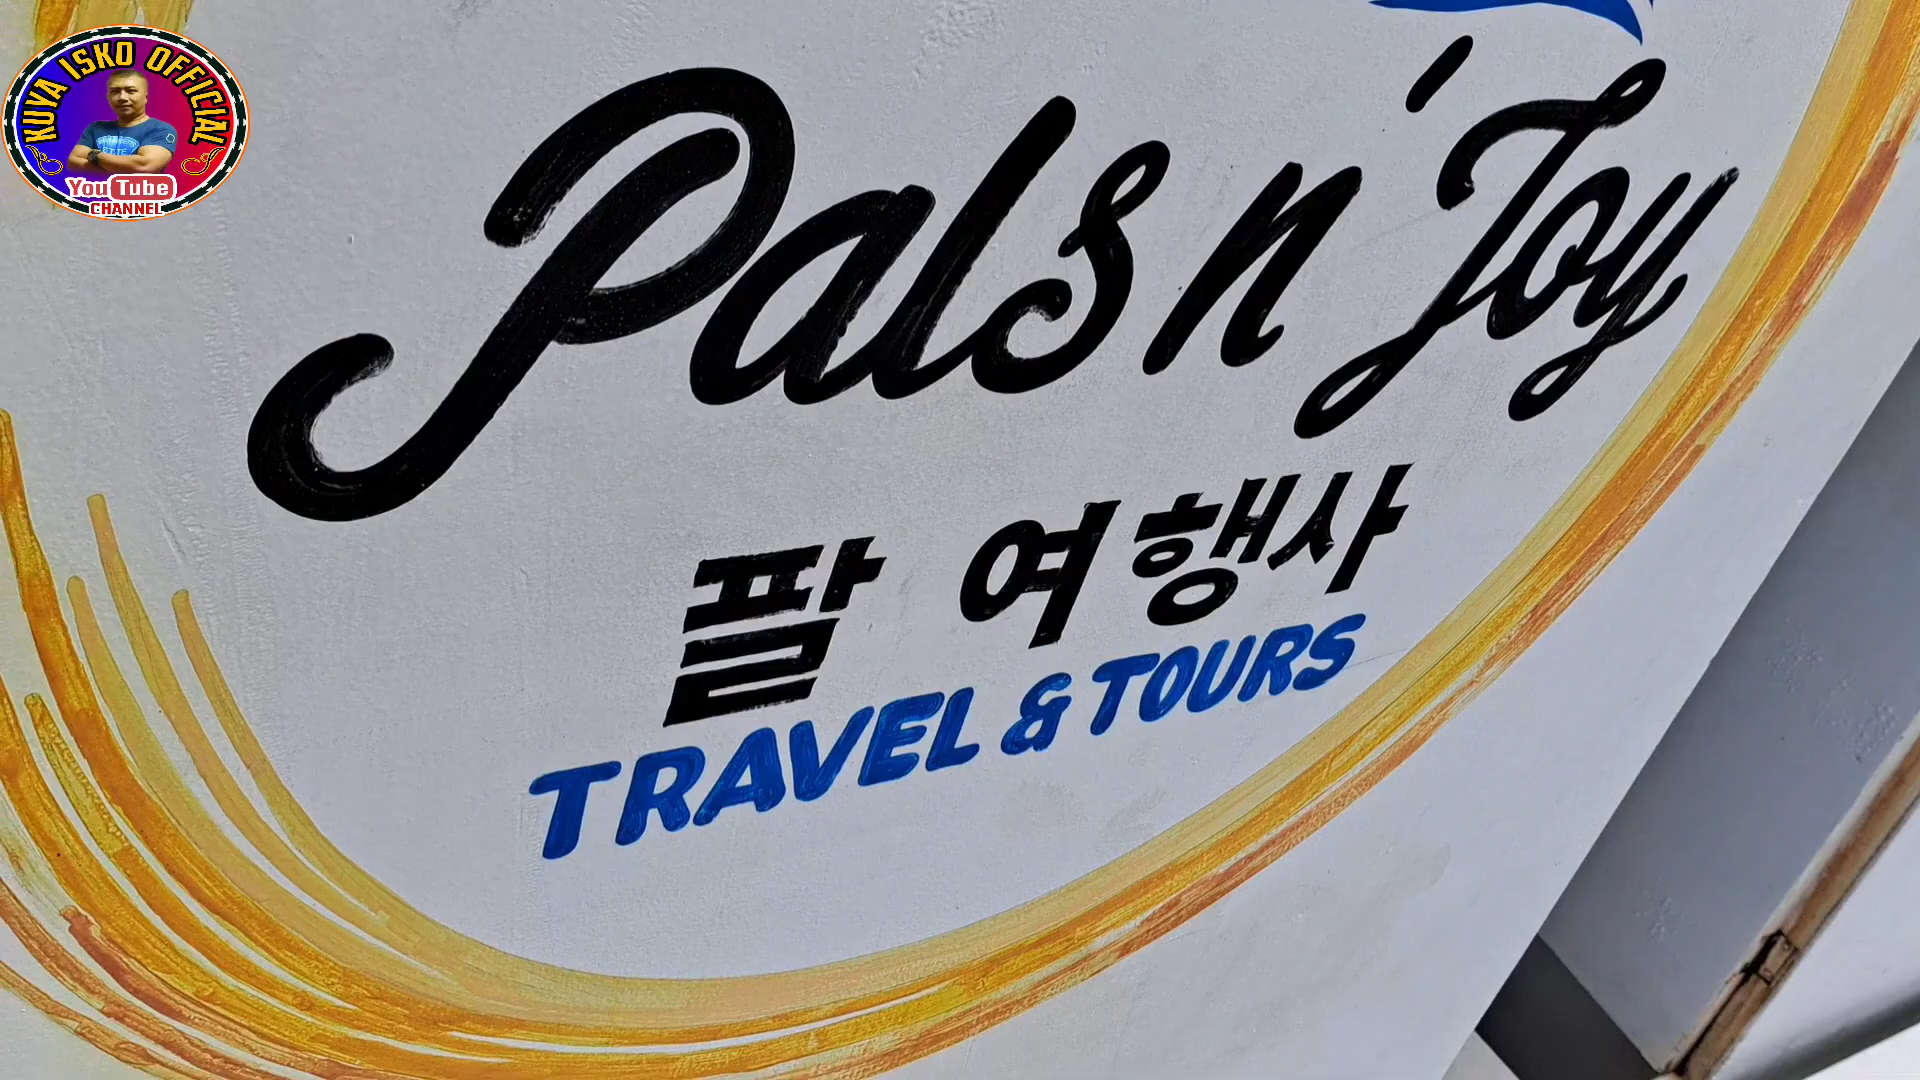 KUYA ISKO OFFICIAL
YouTube
CHANNEL
Pals n' Joy
팔 여행사
TRAVEL & TOURS